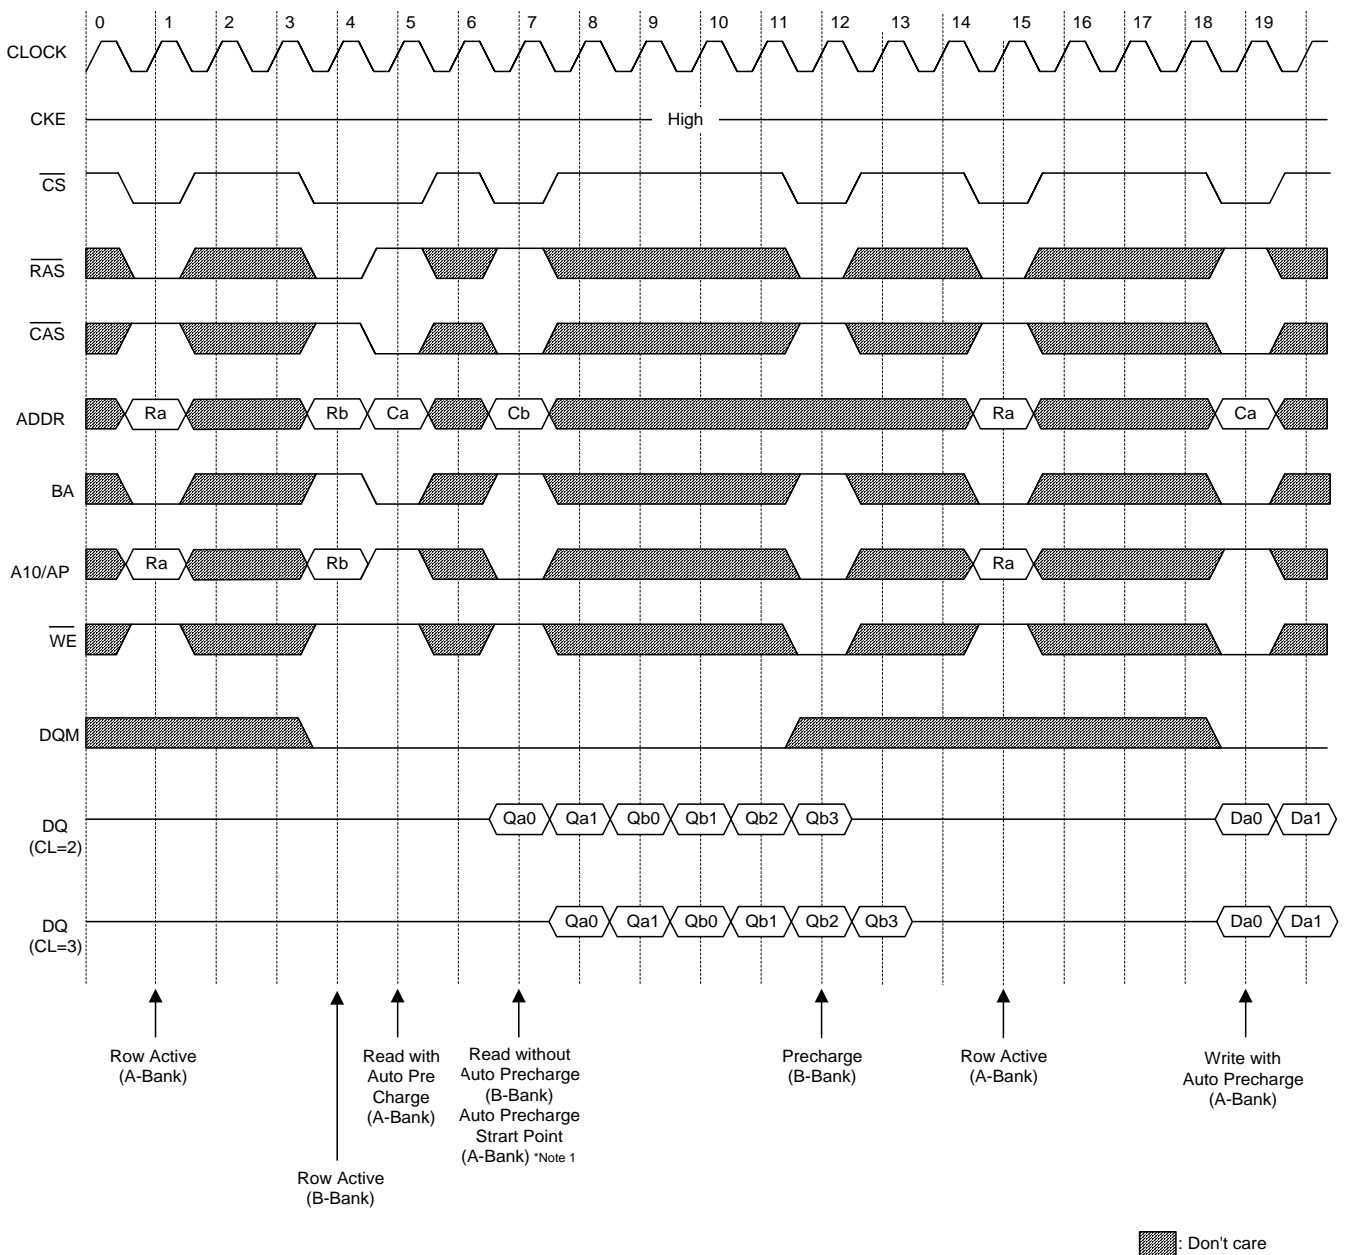 0 1 2 3 4 5 6 7 8 9 10 11 12 13 14 15 16 17 18 19
CLOCK
CKE High
CS
RAS
CAS
ADDR Ra Rb Ca Cb Ra Ca
BA
A10/AP Ra Rb Ra
WE
DQM
DQ Qa0 Qa1 Qb0 Qb1 Qb2 Qb3 Da0 Da1
(CL=2)
DQ Qa0 Qa1 Qb0 Qb1 Qb2 Qb3 Da0 Da1
(CL=3)
Row Active
(A-Bank)
Row Active
(B-Bank)
Read with
Auto Pre
Charge
(A-Bank)
Read without
Auto Precharge
(B-Bank)
Auto Precharge
Strart Point
(A-Bank) *Note 1
Precharge
(B-Bank)
Row Active
(A-Bank)
Write with
Auto Precharge
(A-Bank)
: Don't care